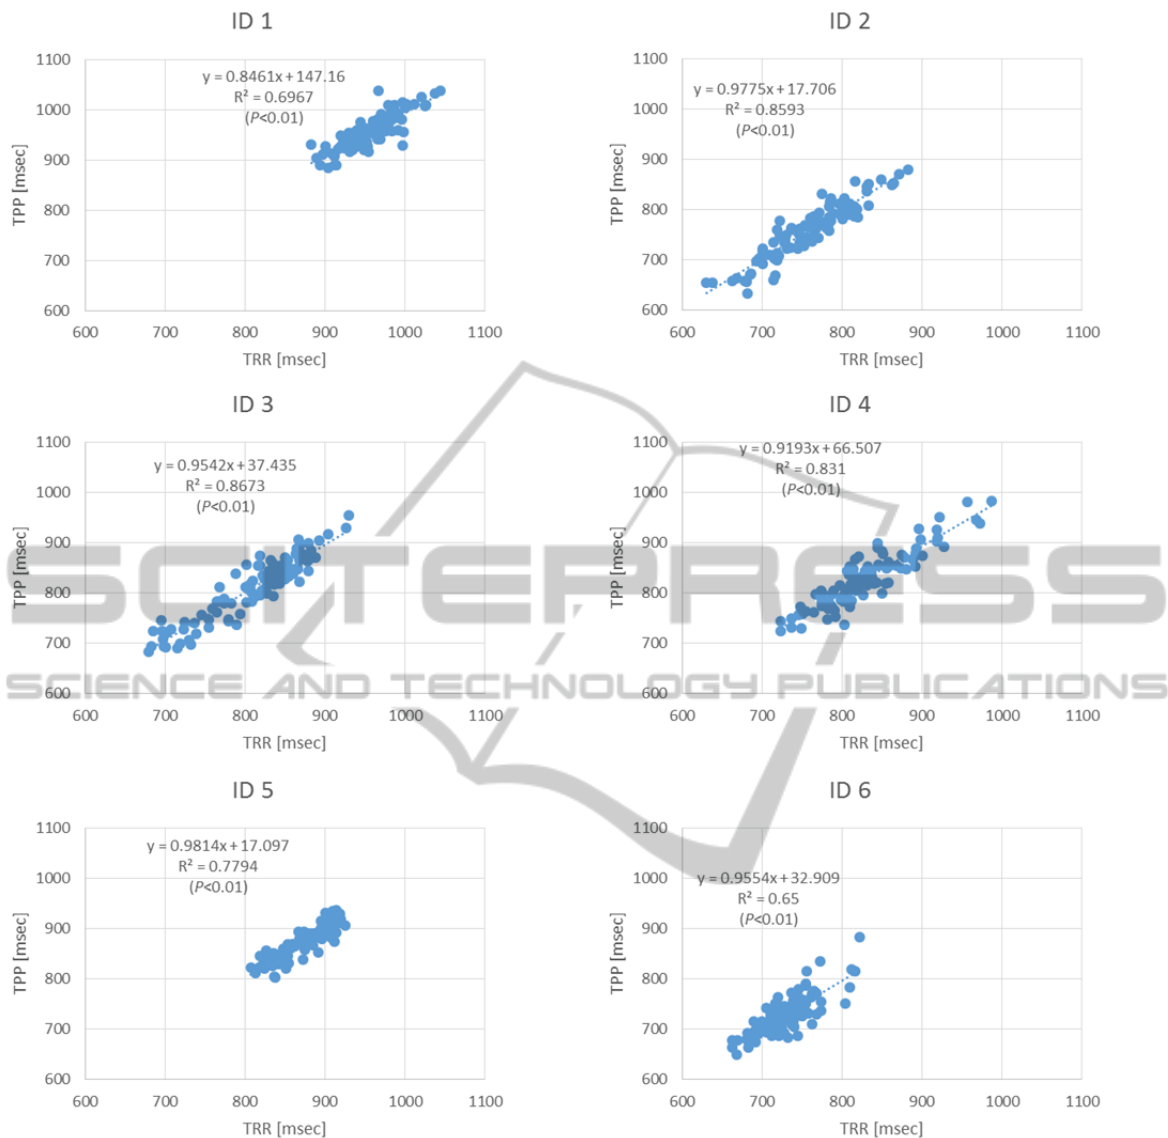 ID 1
1100
1000
900
800
700
600
y = 0.8461x + 147.16
R² = 0.6967
(P<0.01)
TPP [msec]
600 700 800 900 1000 1100
TRR [msec]
ID 2
1100
1000
900
800
700
600
y = 0.9775x + 17.706
R² = 0.8593
(P<0.01)
TPP [msec]
600 700 800 900 1000 1100
TRR [msec]
ID 3
1100
1000
900
800
700
600
y = 0.9542x + 37.435
R² = 0.8673
(P<0.01)
TPP [msec]
600 700 800 900 1000 1100
TRR [msec]
ID 4
1100
1000
900
800
700
600
y = 0.9193x + 66.507
R² = 0.831
(P<0.01)
TPP [msec]
600 700 800 900 1000 1100
TRR [msec]
SCITEPRESS
SCIENCE AND TECHNOLOGY PUBLICATIONS
ID 5
1100
1000
900
800
700
600
y = 0.9814x + 17.097
R² = 0.7794
(P<0.01)
TPP [msec]
600 700 800 900 1000 1100
TRR [msec]
ID 6
1100
1000
900
800
700
600
y = 0.9554x + 32.909
R² = 0.65
(P<0.01)
TPP [msec]
600 700 800 900 1000 1100
TRR [msec]